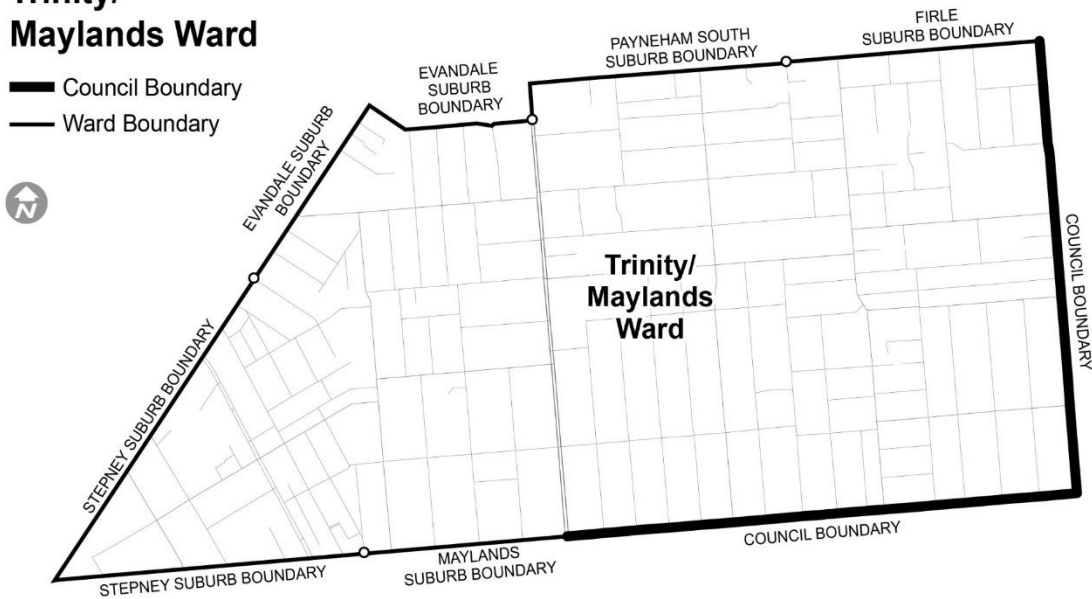 Trinity/
Maylands Ward
Council Boundary
Ward Boundary
N
EVANDALE
SUBURB
BOUNDARY
PAYNEHAM SOUTH
SUBURB BOUNDARY
FIRLE
SUBURB BOUNDARY
EVANDALE SUBURB
BOUNDARY
STEPNEY SUBURB BOUNDARY
Trinity/
Maylands
Ward
COUNCIL BOUNDARY
STEPNEY SUBURB BOUNDARY
MAYLANDS
SUBURB BOUNDARY
COUNCIL BOUNDARY